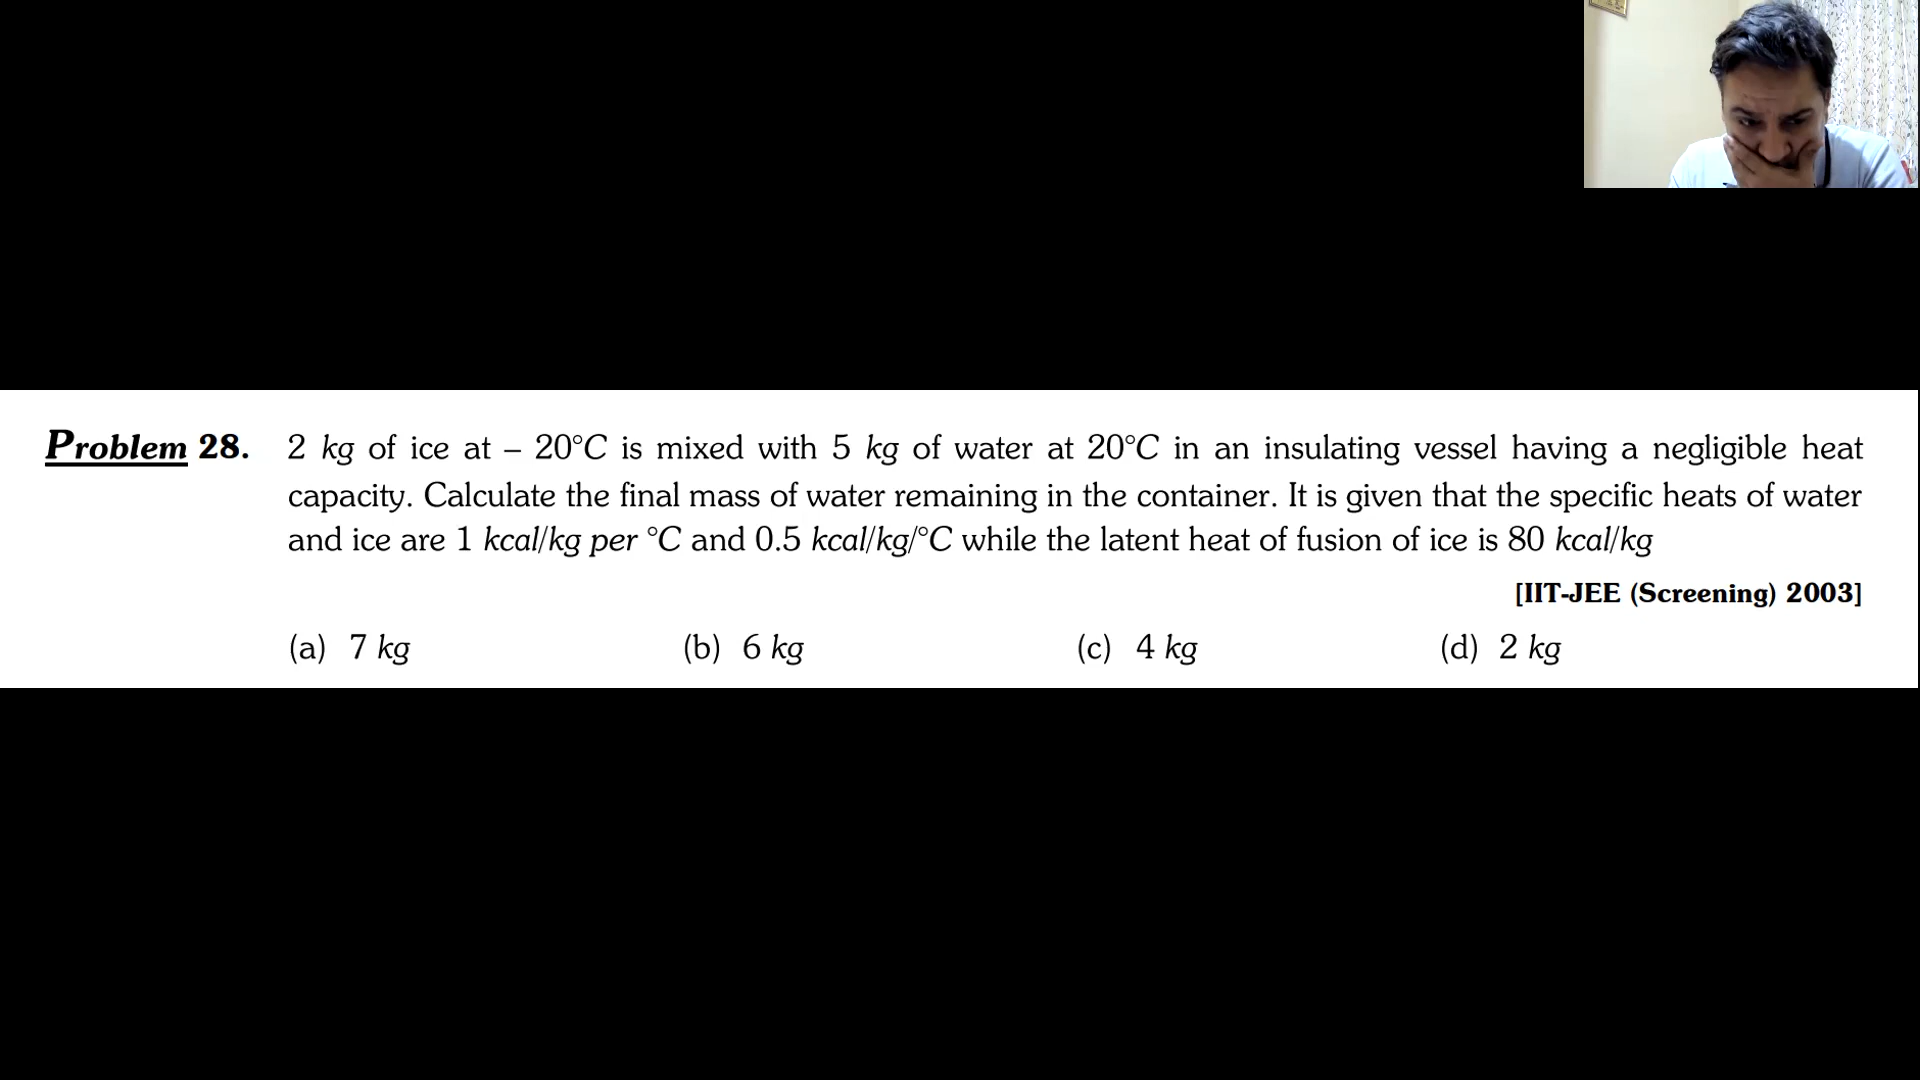 Problem 28. 2 kg of ice at – 20°C is mixed with 5 kg of water at 20°C in an insulating vessel having a negligible heat
capacity. Calculate the final mass of water remaining in the container. It is given that the specific heats of water
and ice are 1 kcal/kg per °C and 0.5 kcal/kg/°C while the latent heat of fusion of ice is 80 kcal/kg
[IIT-JEE (Screening) 2003]
(a) 7 kg (b) 6 kg (c) 4 kg (d) 2 kg